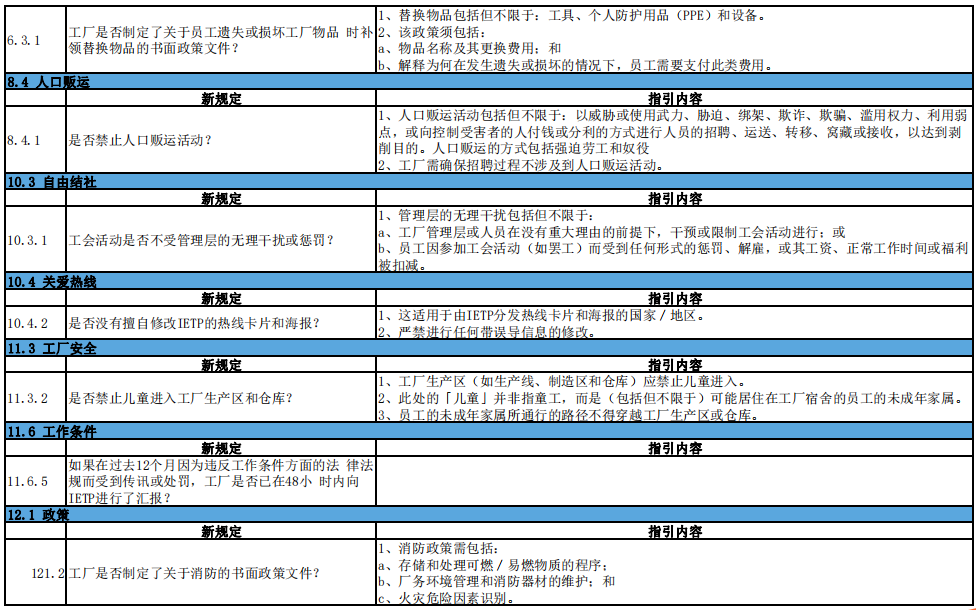 6.3.1
工厂是否制定了关于员工遗失或损坏工厂物品 时补
领替换物品的书面政策文件？
1、替换物品包括但不限于：工具、个人防护用品（PPE）和设备。
2、该政策须包括：
a、物品名称及其更换费用；和
b、解释为何在发生遗失或损坏的情况下，员工需要支付此类费用。
8.4 人口贩运
新规定
指引内容
8.4.1
是否禁止人口贩运活动？
1、人口贩运活动包括但不限于：以威胁或使用武力、胁迫、绑架、欺诈、欺骗、滥用权力、利用弱
点，或向控制受害者的人付钱或分利的方式进行人员的招聘、运送、转移、窝藏或接收，以达到剥
削目的。人口贩运的方式包括强迫劳工和奴役
2、工厂需确保招聘过程不涉及到人口贩运活动。
10.3 自由结社
新规定
指引内容
10.3.1
工会活动是否不受管理层的无理干扰或惩罚？
1、管理层的无理干扰包括但不限于：
a、工厂管理层或人员在没有重大理由的前提下，干预或限制工会活动进行；或
b、员工因参加工会活动（如罢工）而受到任何形式的惩罚、解雇，或其工资、正常工作时间或福利
被扣减。
10.4 关爱热线
新规定
指引内容
10.4.2
是否没有擅自修改IETP的热线卡片和海报？
1、这适用于由IETP分发热线卡片和海报的国家／地区。
2、严禁进行任何带误导信息的修改。
11.3 工厂安全
新规定
指引内容
11.3.2
是否禁止儿童进入工厂生产区和仓库？
1、工厂生产区（如生产线、制造区和仓库）应禁止儿童进入。
2、此处的「儿童」并非指童工，而是（包括但不限于）可能居住在工厂宿舍的员工的未成年家属。
3、员工的未成年家属所通行的路径不得穿越工厂生产区或仓库。
11.6 工作条件
新规定
指引内容
11.6.5
如果在过去12个月因为违反工作条件方面的法 律法
规而受到传讯或处罚，工厂是否已在48小 时内向
IETP进行了汇报？
12.1 政策
新规定
指引内容
121.2
工厂是否制定了关于消防的书面政策文件？
1、消防政策需包括：
a、存储和处理可燃／易燃物质的程序；
b、厂务环境管理和消防器材的维护；和
c、火灾危险因素识别。